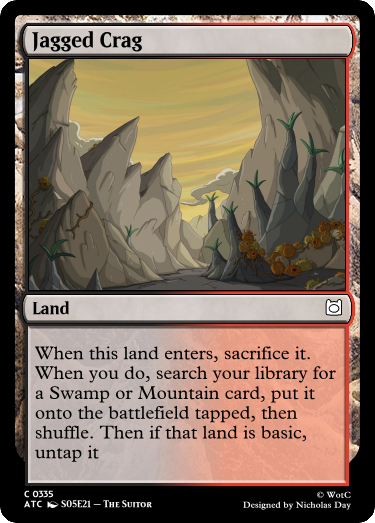 Jagged Crag
Land
When this land enters, sacrifice it.
When you do, search your library for
a Swamp or Mountain card, put it
onto the battlefield tapped, then
shuffle. Then if that land is basic,
untap it
C 0335
© WotC
ATC S05E21 – The Suitor
Designed by Nicholas Day